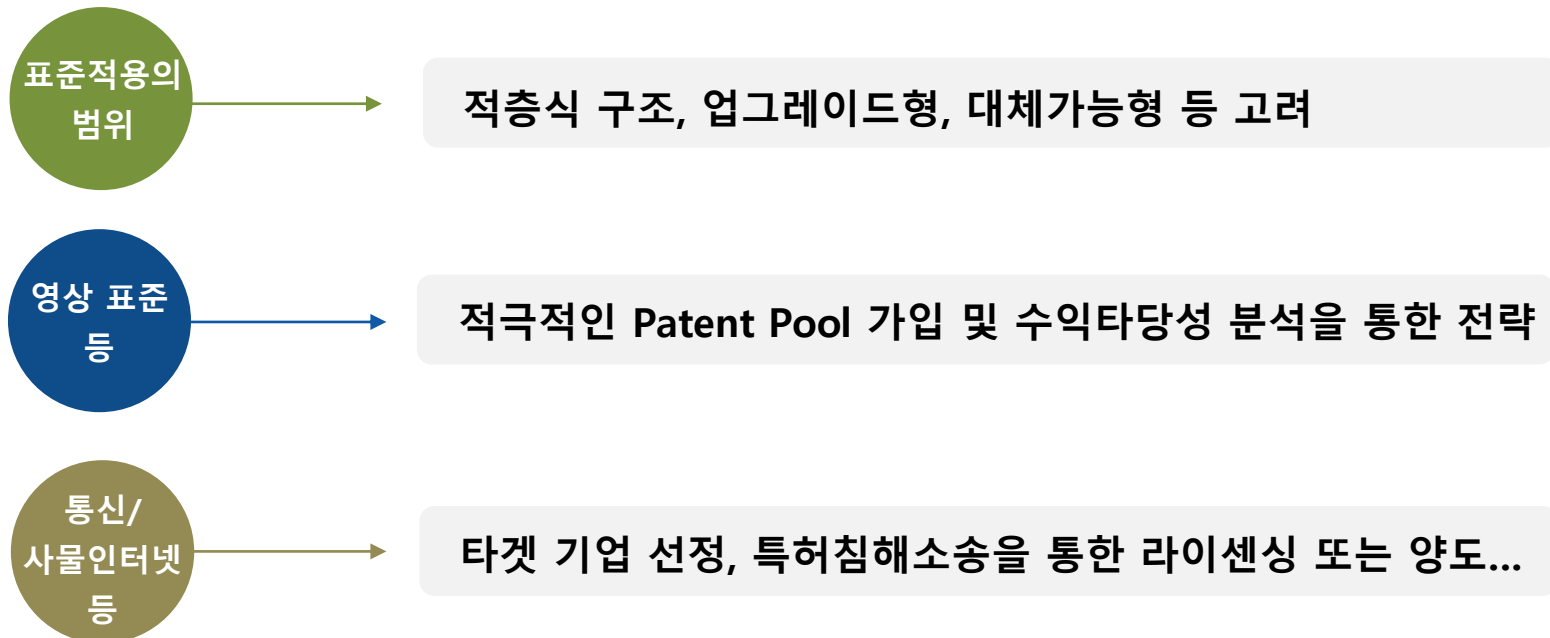 표준적용의
범위
적층식 구조, 업그레이드형, 대체가능형 등 고려
영상 표준
등
적극적인 Patent Pool 가입 및 수익타당성 분석을 통한 전략
통신/
사물인터넷
등
타겟 기업 선정, 특허침해소송을 통한 라이센싱 또는 양도...